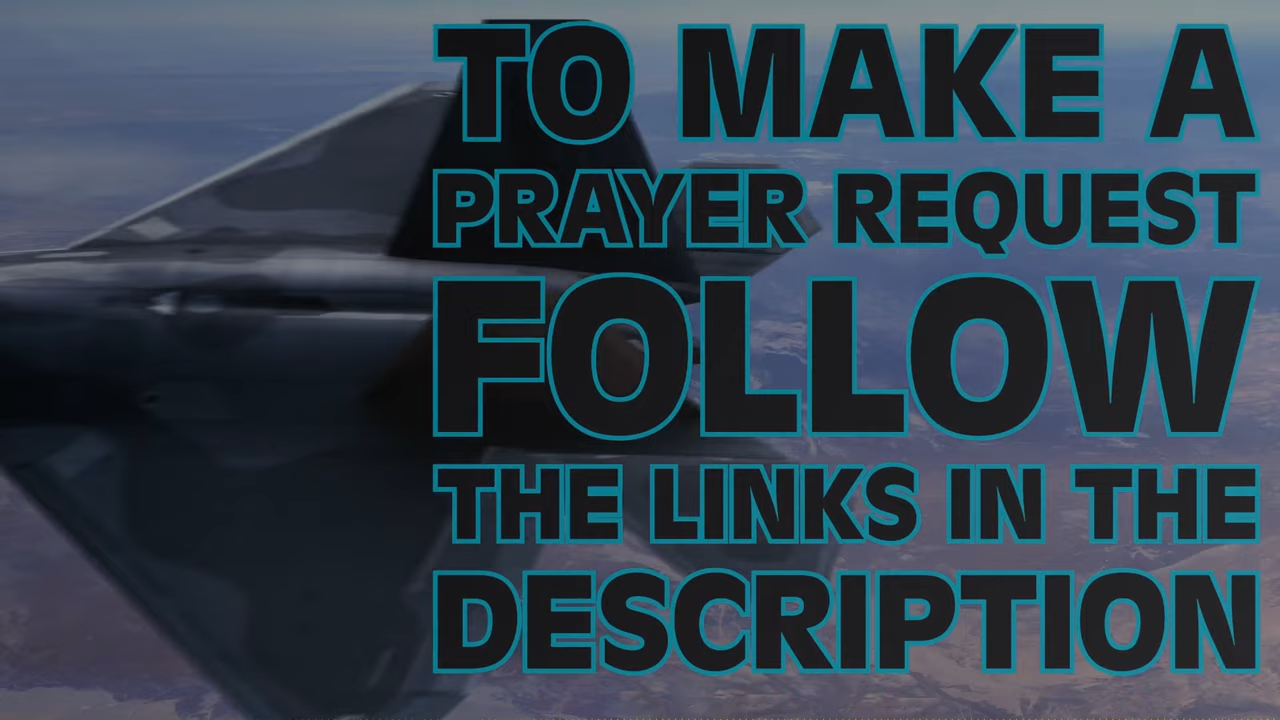 TO MAKE A
PRAYER REQUEST
FOLLOW
THE LINKS IN THE
DESCRIPTION